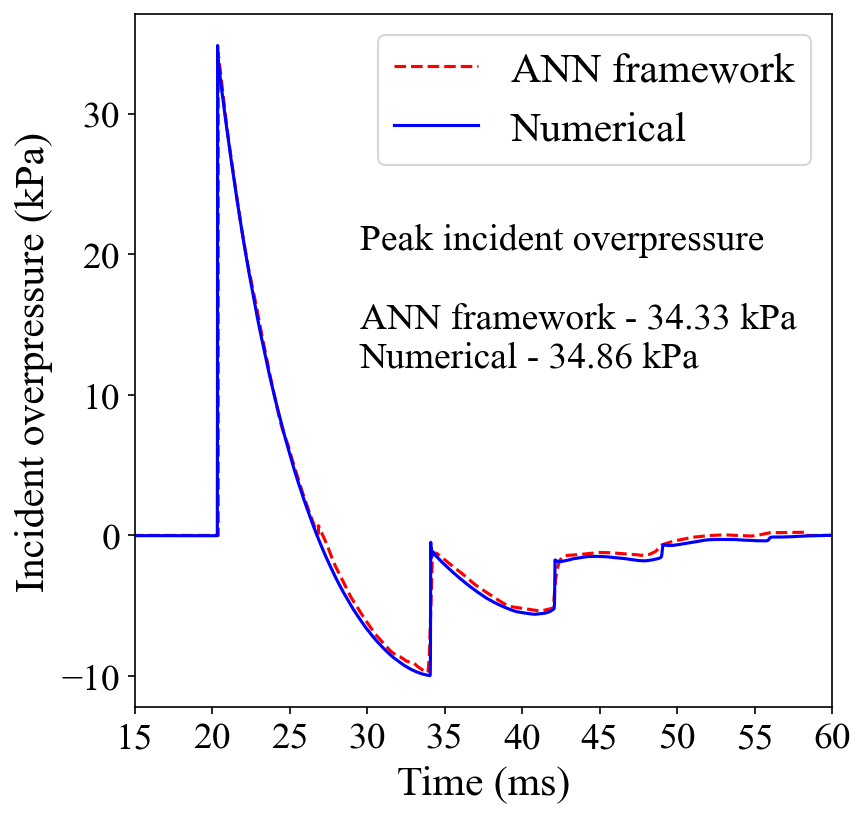 ANN framework
Numerical
Peak incident overpressure
ANN framework - 34.33 kPa
Numerical - 34.86 kPa
Incident overpressure (kPa)
30
20
10
0
−10
15 20 25 30 35 40 45 50 55 60
Time (ms)